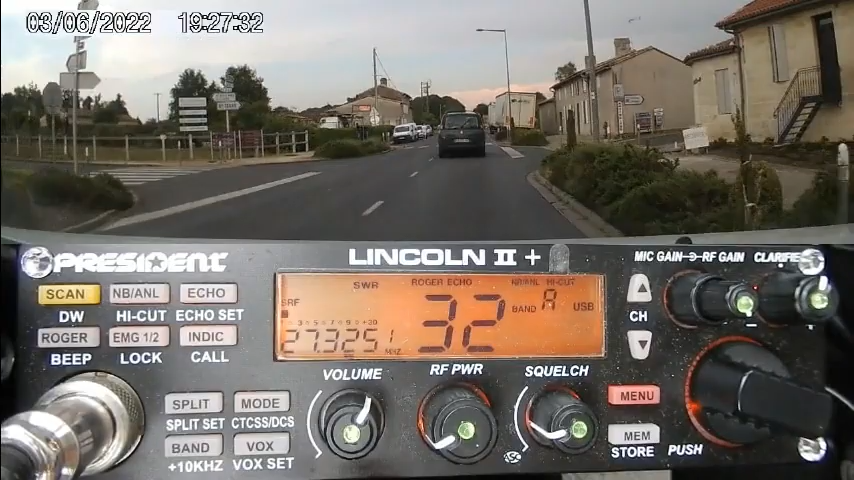 03/06/2022 19:27:32
PRESIDENT
LINCOLN II +
MIC GAIN RF GAIN CLARIFIE
SCAN NB/ANL ECHO
DW HI-CUT ECHO SET
ROGER EMG 1/2 INDIC
BEEP LOCK CALL
SWR ROGER ECHO NB/ANL HI-CUT
SRF 32 BAND A USB
27.3251 MHz
CH
VOLUME RF PWR SQUELCH
SPLIT MODE
SPLIT SET CTCSS/DCS
BAND VOX
+10KHZ VOX SET
ASC
MENU
MEM
STORE PUSH